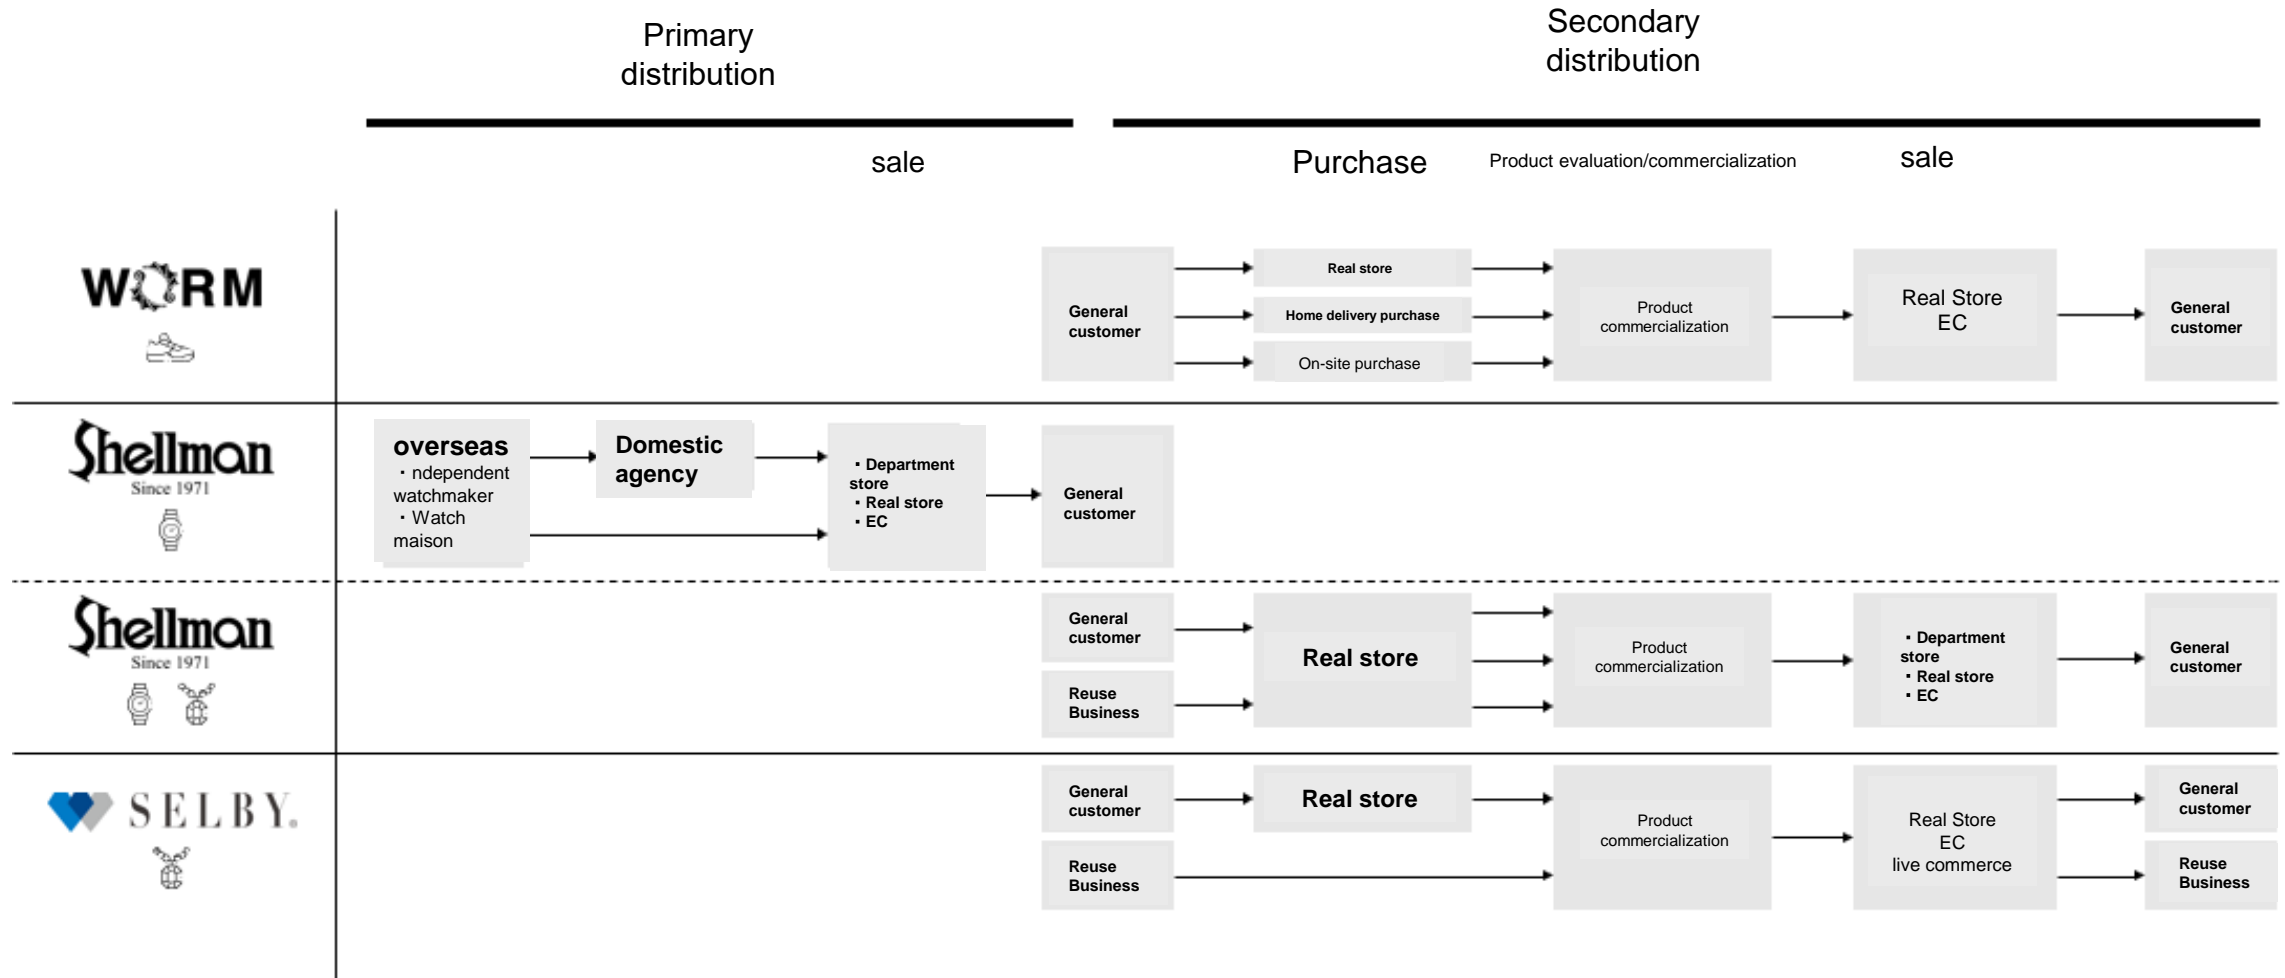 Primary
distribution
Secondary
distribution
sale
Purchase
Product evaluation/commercialization
sale
WORM
General
customer
Real store
Home delivery purchase
On-site purchase
Product
commercialization
Real Store
EC
General
customer
Shellman
Since 1971
overseas
・ndependent
watchmaker
・Watch
maison
Domestic
agency
・Department
store
・Real store
・EC
General
customer
Shellman
Since 1971
General
customer
Reuse
Business
Real store
Product
commercialization
・Department
store
・Real store
・EC
General
customer
SELBY.
General
customer
Reuse
Business
Real store
Product
commercialization
Real Store
EC
live commerce
General
customer
Reuse
Business